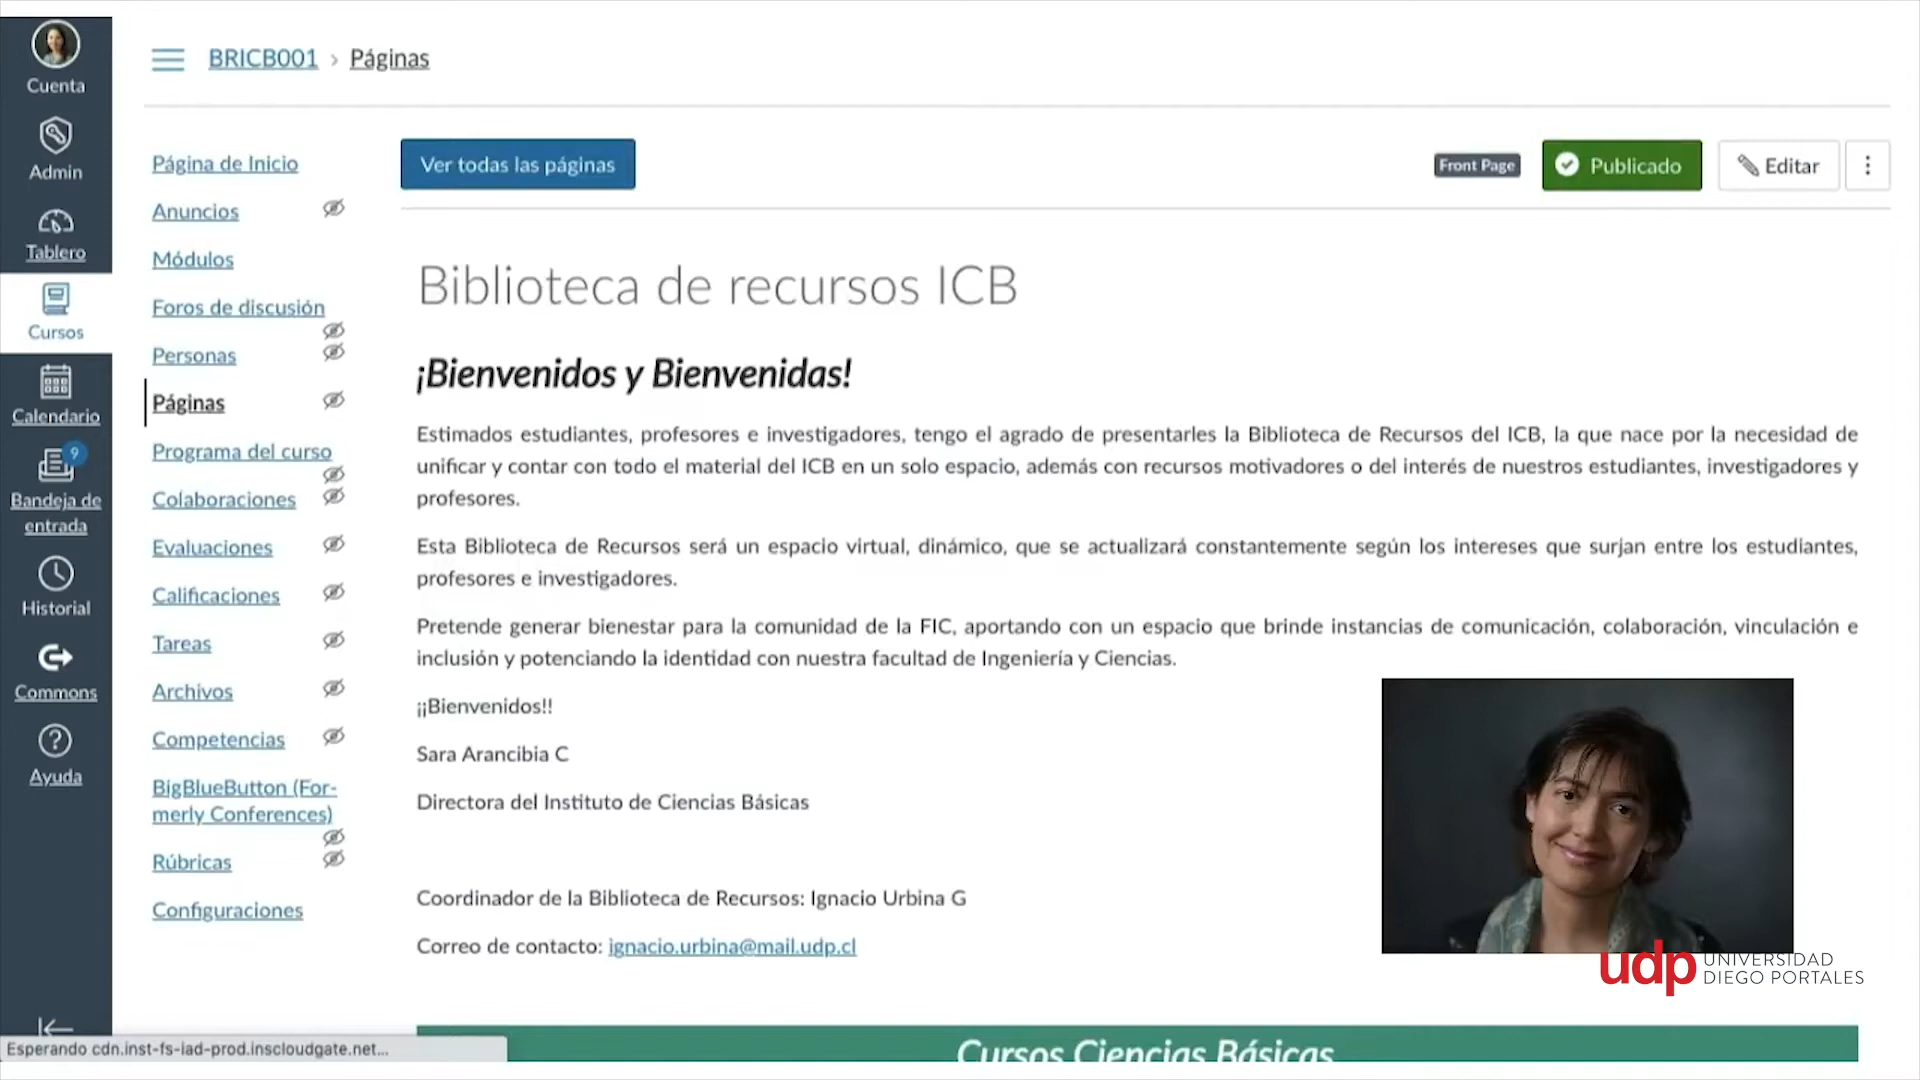 Cuenta
Admin
Tablero
Cursos
Calendario
9
Bandeja de
entrada
Historial
Commons
Ayuda
BRICB001 › Páginas
Página de Inicio
Anuncios
Módulos
Foros de discusión
Personas
Páginas
Programa del curso
Colaboraciones
Evaluaciones
Calificaciones
Tareas
Archivos
Competencias
BigBlueButton (For-
merly Conferences)
Rúbricas
Configuraciones
Ver todas las páginas
Front Page
Publicado
Editar
Biblioteca de recursos ICB
¡Bienvenidos y Bienvenidas!
Estimados estudiantes, profesores e investigadores, tengo el agrado de presentarles la Biblioteca de Recursos del ICB, la que nace por la necesidad de
unificar y contar con todo el material del ICB en un solo espacio, además con recursos motivadores o del interés de nuestros estudiantes, investigadores y
profesores.
Esta Biblioteca de Recursos será un espacio virtual, dinámico, que se actualizará constantemente según los intereses que surjan entre los estudiantes,
profesores e investigadores.
Pretende generar bienestar para la comunidad de la FIC, aportando con un espacio que brinde instancias de comunicación, colaboración, vinculación e
inclusión y potenciando la identidad con nuestra facultad de Ingeniería y Ciencias.
¡¡Bienvenidos!!
Sara Arancibia C
Directora del Instituto de Ciencias Básicas
Coordinador de la Biblioteca de Recursos: Ignacio Urbina G
Correo de contacto: ignacio.urbina@mail.udp.cl
udp UNIVERSIDAD
DIEGO PORTALES
Cursos Ciencias Básicas
Esperando cdn.inst-fs-iad-prod.inscloudgate.net...